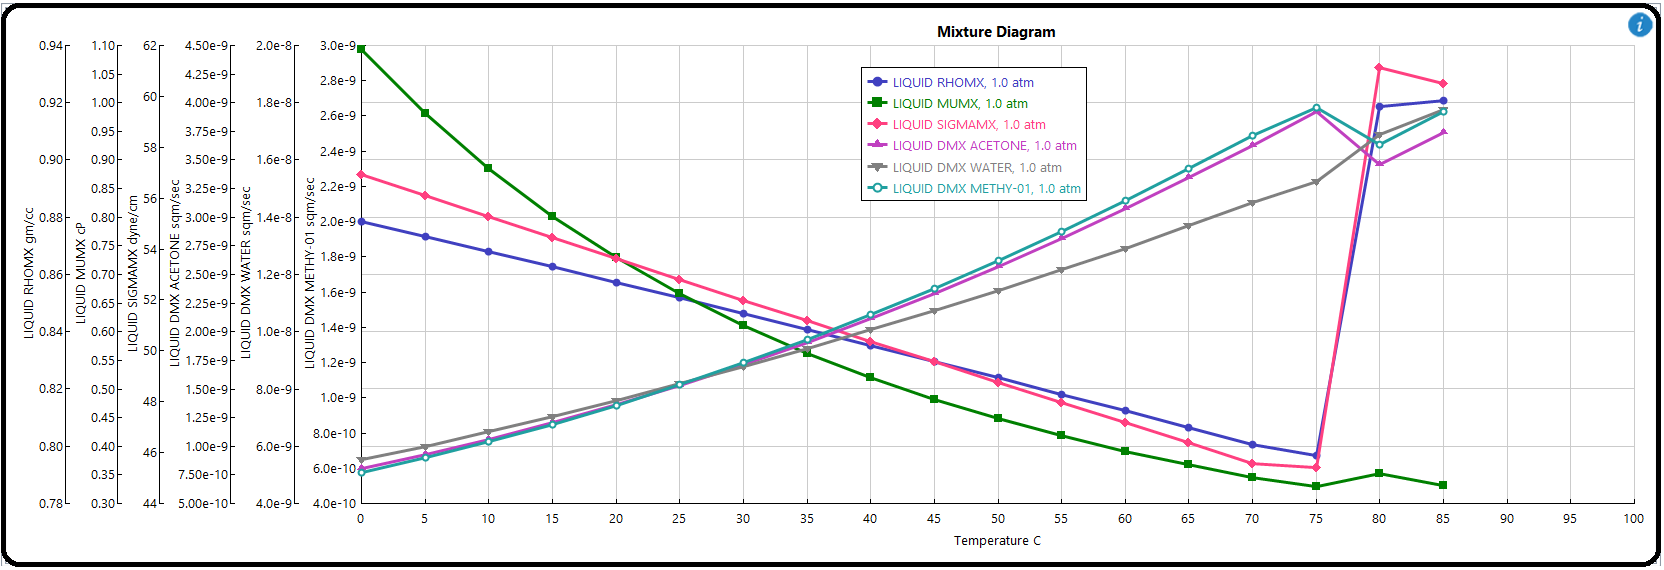 Mixture Diagram
i
LIQUID RHOMX gm/cc
0.94
0.92
0.90
0.88
0.86
0.84
0.82
0.80
0.78
LIQUID MUMX cP
1.10
1.05
1.00
0.95
0.90
0.85
0.80
0.75
0.70
0.65
0.60
0.55
0.50
0.45
0.40
0.35
0.30
LIQUID SIGMAMX dyne/cm
62
60
58
56
54
52
50
48
46
44
LIQUID DMX ACETONE sqm/sec
4.50e-9
4.25e-9
4.00e-9
3.75e-9
3.50e-9
3.25e-9
3.00e-9
2.75e-9
2.50e-9
2.25e-9
2.00e-9
1.75e-9
1.50e-9
1.25e-9
1.00e-9
7.50e-10
5.00e-10
LIQUID DMX WATER sqm/sec
2.0e-8
1.8e-8
1.6e-8
1.4e-8
1.2e-8
1.0e-8
8.0e-9
6.0e-9
4.0e-9
LIQUID DMX METHY-01 sqm/sec
3.0e-9
2.8e-9
2.6e-9
2.4e-9
2.2e-9
2.0e-9
1.8e-9
1.6e-9
1.4e-9
1.2e-9
1.0e-9
8.0e-10
6.0e-10
4.0e-10
LIQUID RHOMX, 1.0 atm
LIQUID MUMX, 1.0 atm
LIQUID SIGMAMX, 1.0 atm
LIQUID DMX ACETONE, 1.0 atm
LIQUID DMX WATER, 1.0 atm
LIQUID DMX METHY-01, 1.0 atm
0 5 10 15 20 25 30 35 40 45 50 55 60 65 70 75 80 85 90 95 100
Temperature C